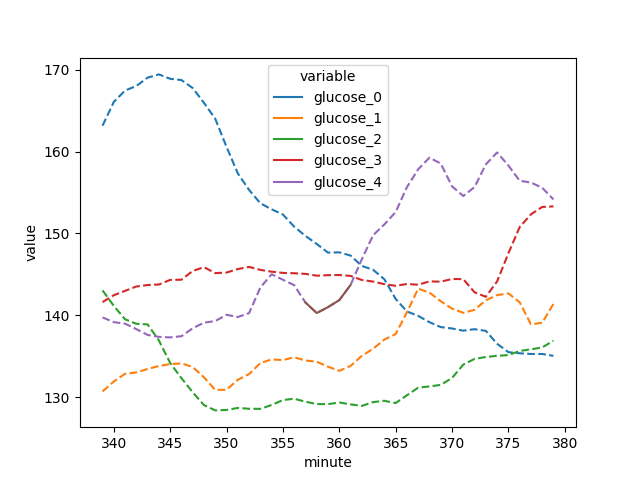 170
160
150
140
130
value
variable
glucose_0
glucose_1
glucose_2
glucose_3
glucose_4
340 345 350 355 360 365 370 375 380
minute